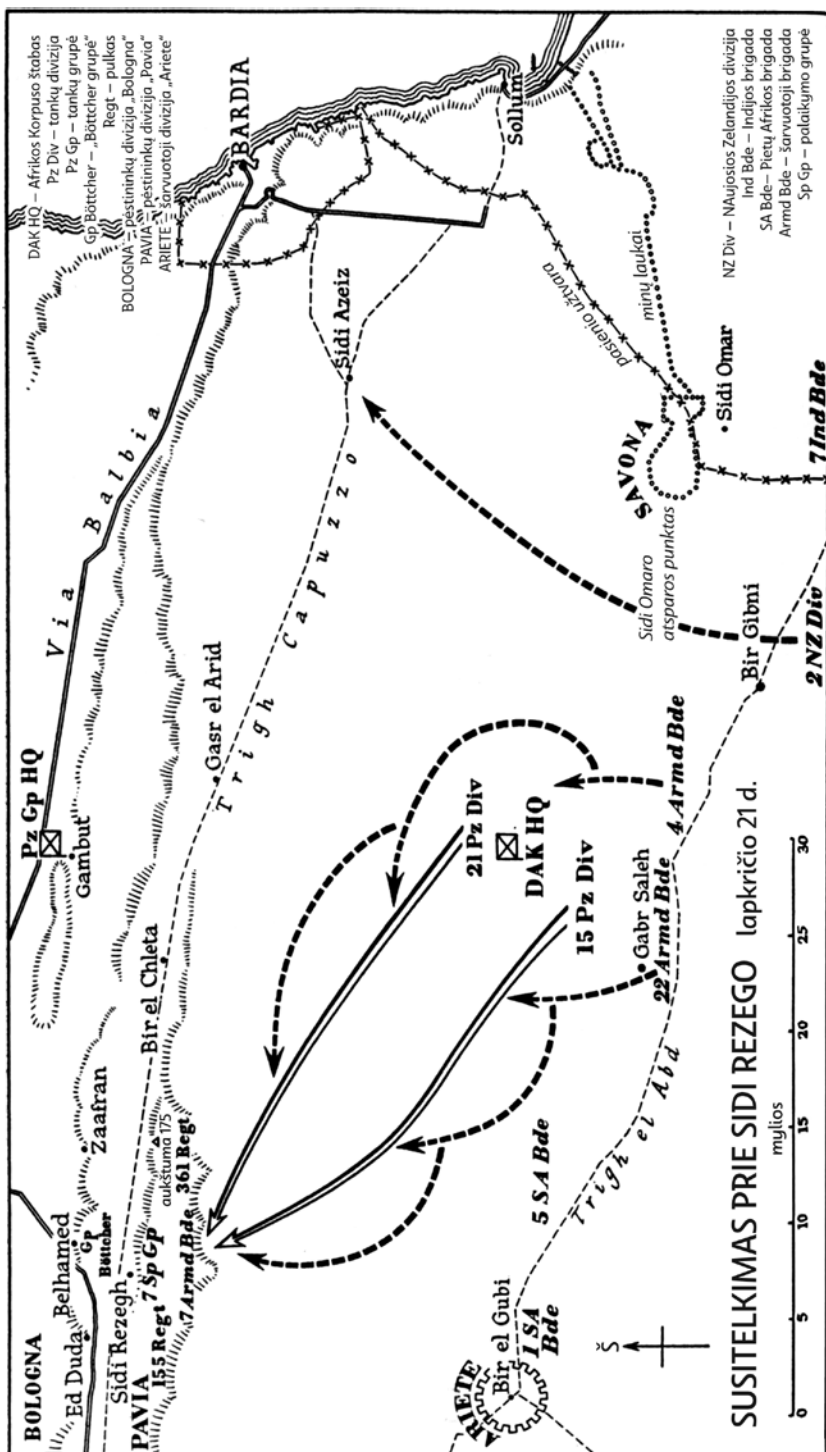 DAK HQ – Afrikos Korpuso štabas
Pz Div – tankų divizija
Pz Gp – tankų grupė
Gp Böttcher – „Böttcher grupė“
Regt – pulkas
BOLOGNA – pėstininkų divizija „Bologna“
PAVIA – pėstininkų divizija „Pavia“
ARIETE – šarvuotoji divizija „Ariete“
BOLOGNA
Ed Duda
Belhamed
Gp
Böttcher
Zaafran
Pz Gp HQ
Gambut
Via Balbia
BARDIA
Sidi Rezegh
PAVIA
155 Regt
7 Sp Gp
7 Armd Bde
aukštuma 175
361 Regt
Bir el Chleta
Gasr el Arid
Trigh Capuzzo
Sidi Azeiz
Sollum
21 Pz Div
DAK HQ
15 Pz Div
Gabr Saleh
22 Armd Bde
4 Armd Bde
5 SA Bde
Trigh el Abd
ARIETE
Bir el Gubi
1 SA
Bde
Bir Gibni
2 NZ Div
Sidi Omaro
atsparos punktas
SAVONA
Sidi Omar
7 Ind Bde
pasienio užtvara
minų laukai
NZ Div – NAujosios Zelandijos divizija
Ind Bde – Indijos brigada
SA Bde– Pietų Afrikos brigada
Armd Bde – šarvuotoji brigada
Sp Gp – palaikymo grupė
Š
SUSITELKIMAS PRIE SIDI REZEGO lapkričio 21 d.
mylios
0 5 10 15 20 25 30